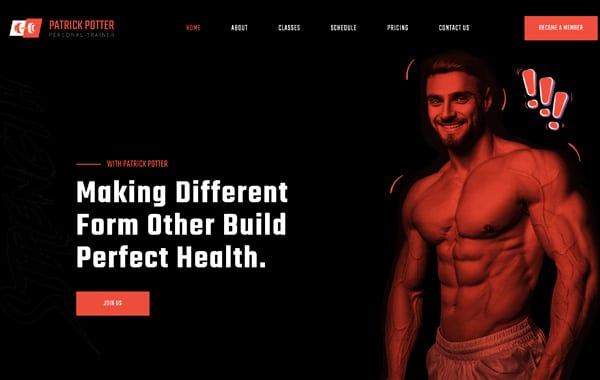 PATRICK POTTER
PERSONAL TRAINER
HOME
ABOUT
CLASSES
SCHEDULE
PRICING
CONTACT US
BECOME A MEMBER
STRENGTH
WITH PATRICK POTTER
Making Different
Form Other Build
Perfect Health.
JOIN US